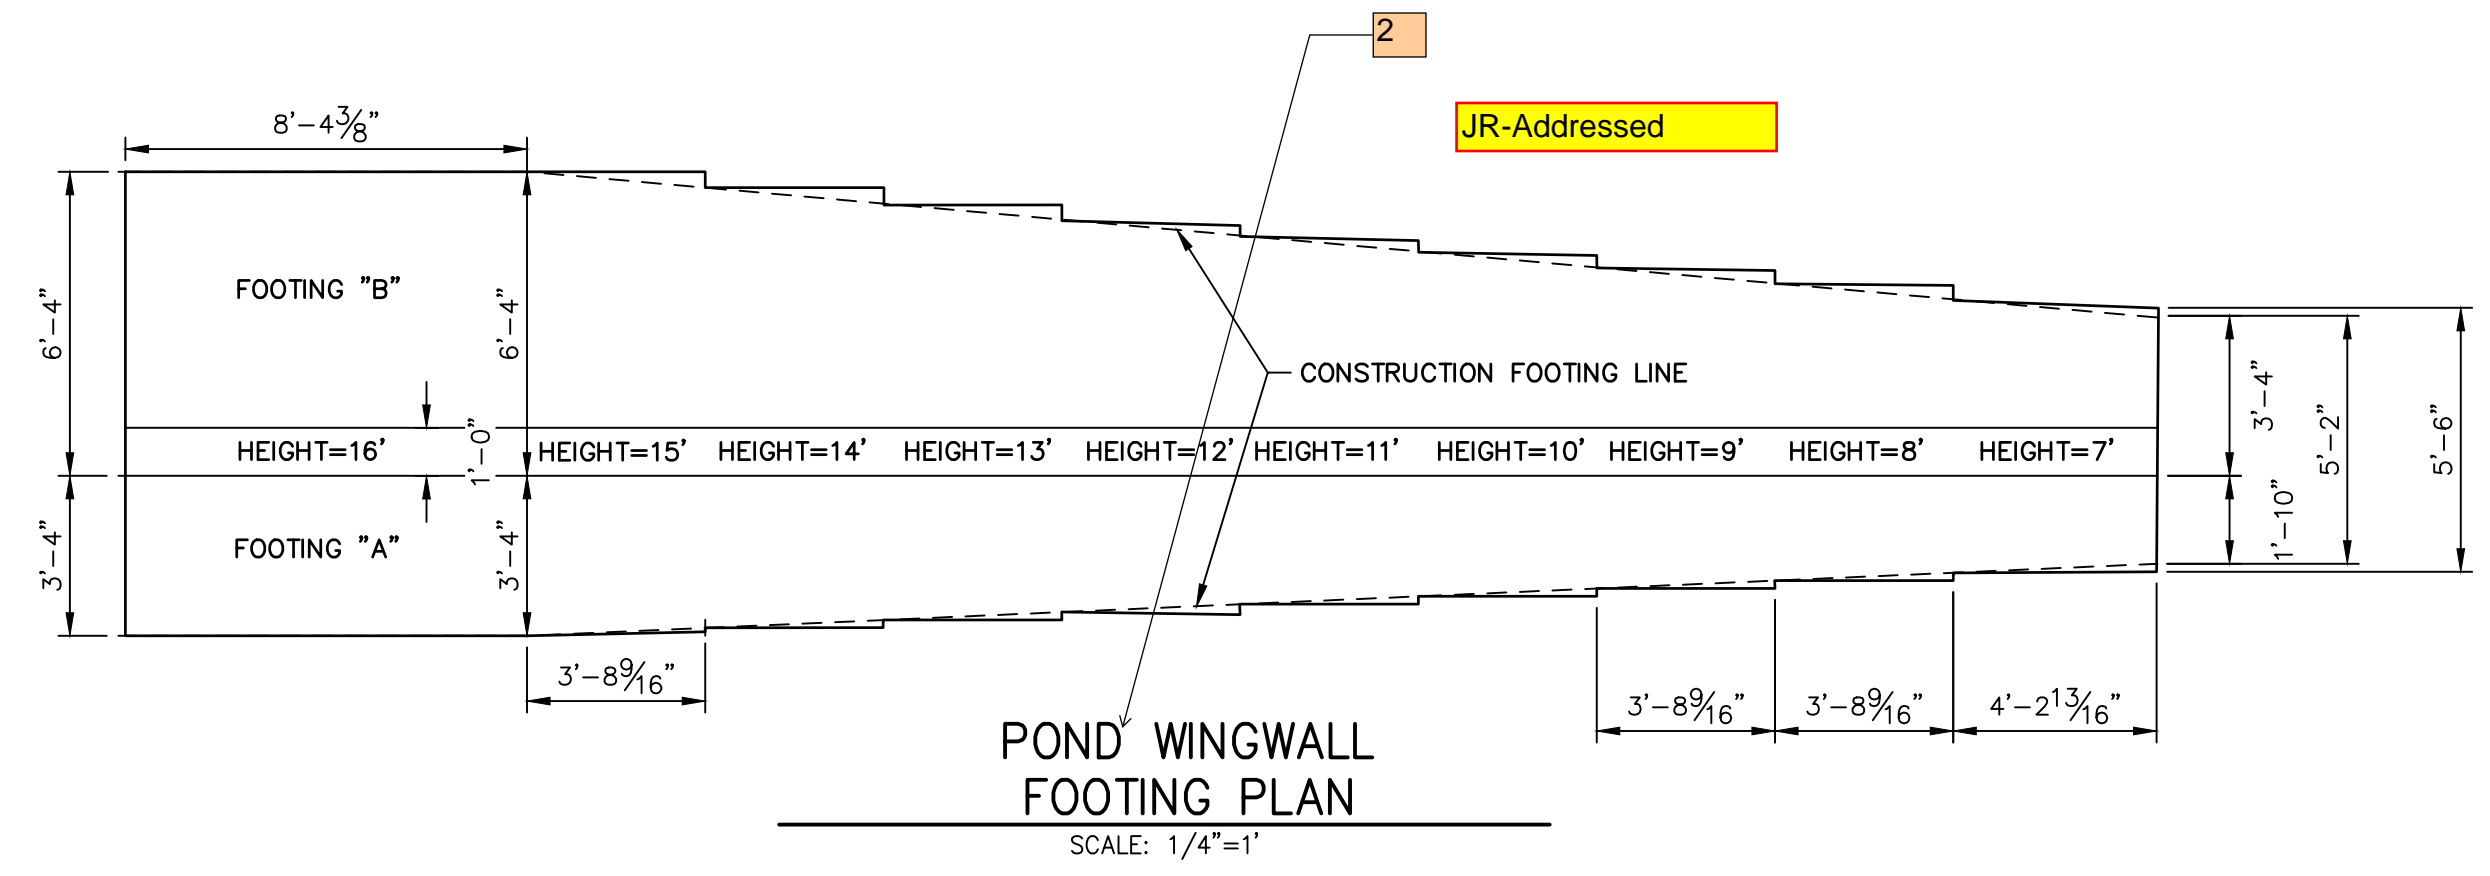 2
JR-Addressed
8'-4 3/8"
6'-4"
3'-4"
FOOTING "B"
6'-4"
1'-0"
3'-4"
CONSTRUCTION FOOTING LINE
HEIGHT=16' HEIGHT=15' HEIGHT=14' HEIGHT=13' HEIGHT=12' HEIGHT=11' HEIGHT=10' HEIGHT=9' HEIGHT=8' HEIGHT=7'
FOOTING "A"
3'-4"
1'-10"
5'-2"
5'-6"
3'-8 9/16"
3'-8 9/16" 3'-8 9/16" 4'-2 13/16"
POND WINGWALL
FOOTING PLAN
SCALE: 1/4"=1'